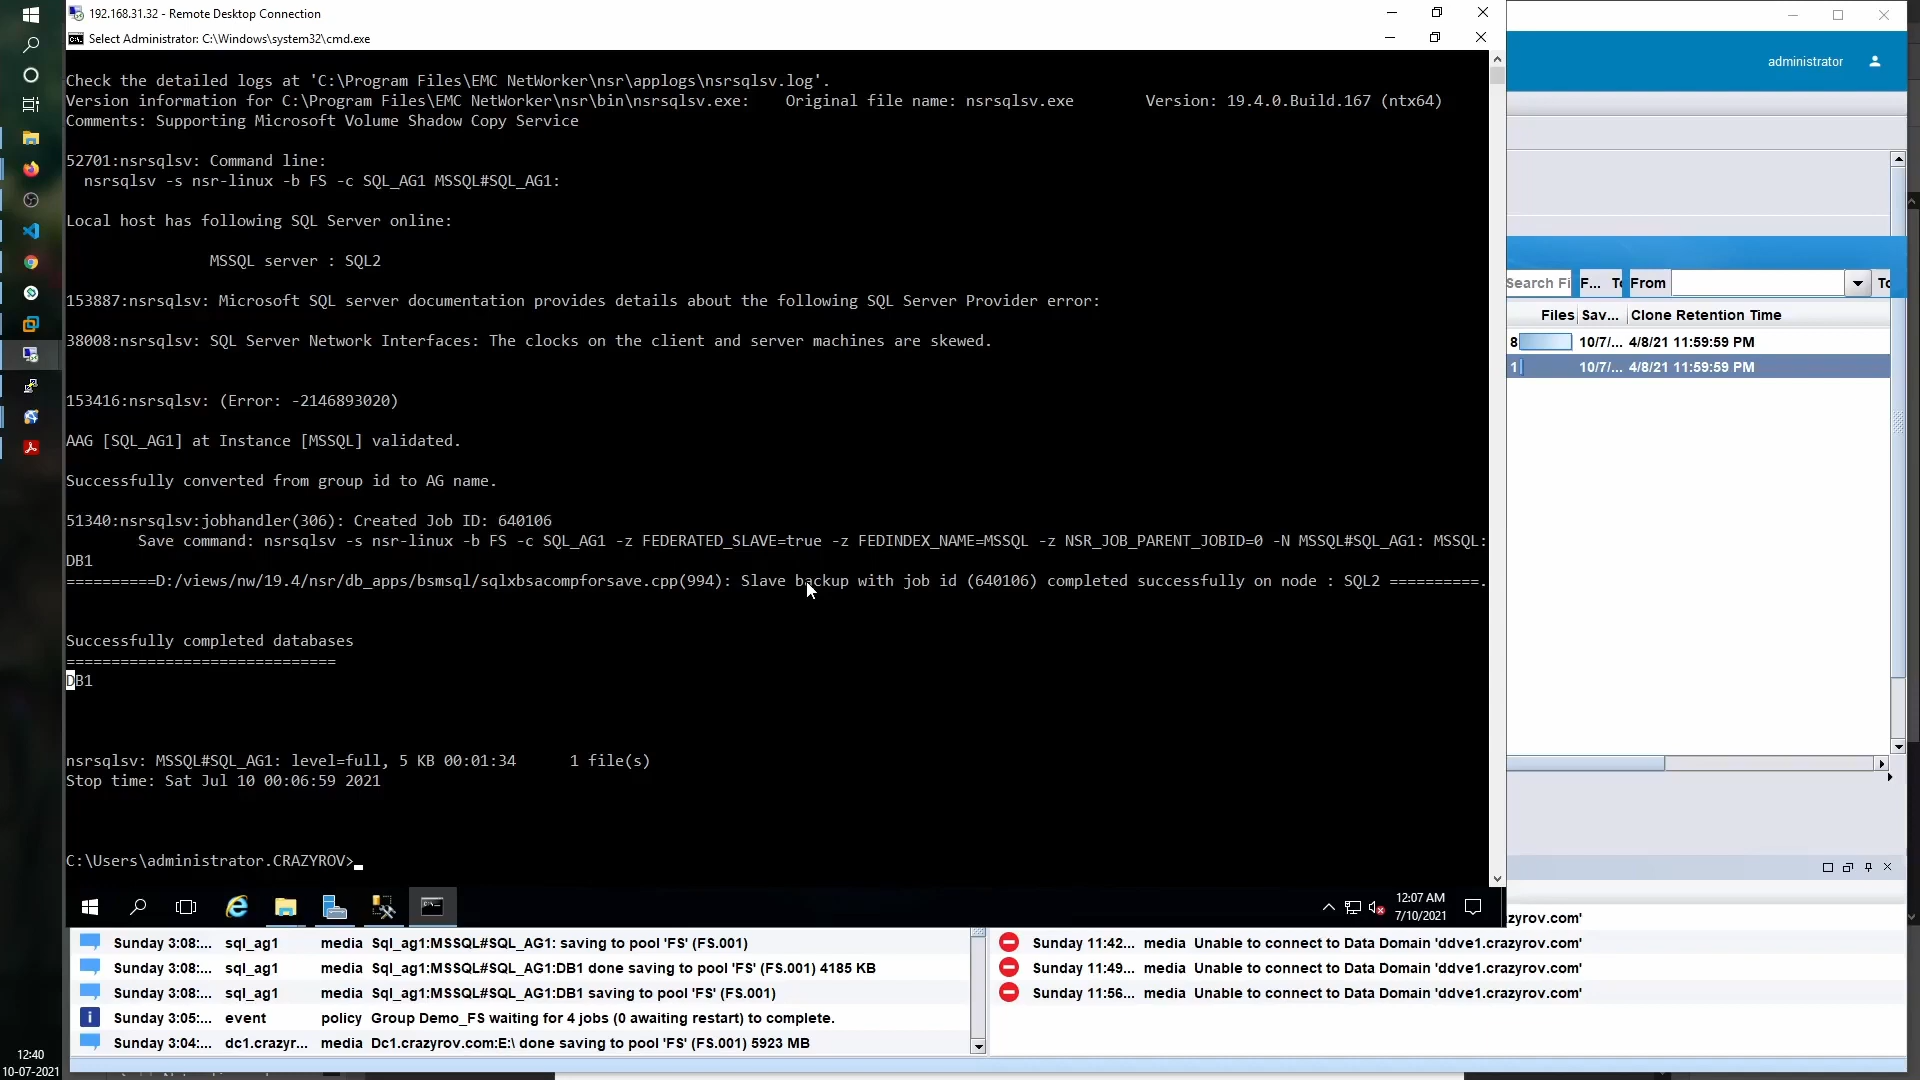 192.168.31.32 - Remote Desktop Connection
Select Administrator: C:\Windows\system32\cmd.exe
Check the detailed logs at 'C:\Program Files\EMC NetWorker\nsr\applogs\nsrsqlsv.log'.
Version information for C:\Program Files\EMC NetWorker\nsr\bin\nsrsqlsv.exe: Original file name: nsrsqlsv.exe Version: 19.4.0.Build.167 (ntx64)
Comments: Supporting Microsoft Volume Shadow Copy Service
52701:nsrsqlsv: Command line:
nsrsqlsv -s nsr-linux -b FS -c SQL_AG1 MSSQL#SQL_AG1:
Local host has following SQL Server online:
MSSQL server : SQL2
153887:nsrsqlsv: Microsoft SQL server documentation provides details about the following SQL Server Provider error:
38008:nsrsqlsv: SQL Server Network Interfaces: The clocks on the client and server machines are skewed.
153416:nsrsqlsv: (Error: -2146893020)
AAG [SQL_AG1] at Instance [MSSQL] validated.
Successfully converted from group id to AG name.
51340:nsrsqlsv:jobhandler(306): Created Job ID: 640106
Save command: nsrsqlsv -s nsr-linux -b FS -c SQL_AG1 -z FEDERATED_SLAVE=true -z FEDINDEX_NAME=MSSQL -z NSR_JOB_PARENT_JOBID=0 -N MSSQL#SQL_AG1: MSSQL:
DB1
==========D:/views/nw/19.4/nsr/db_apps/bsmsql/sqlxbsacompforsave.cpp(994): Slave backup with job id (640106) completed successfully on node : SQL2 ==========.
Successfully completed databases
==============================
DB1
nsrsqlsv: MSSQL#SQL_AG1: level=full, 5 KB 00:01:34 1 file(s)
Stop time: Sat Jul 10 00:06:59 2021
C:\Users\administrator.CRAZYROV>
12:07 AM
7/10/2021
administrator
Search Fi F... To From To
Files Sav... Clone Retention Time
8 10/7/... 4/8/21 11:59:59 PM
1 10/7/... 4/8/21 11:59:59 PM
Sunday 3:08:... sql_ag1 media Sql_ag1:MSSQL#SQL_AG1: saving to pool 'FS' (FS.001)
Sunday 3:08:... sql_ag1 media Sql_ag1:MSSQL#SQL_AG1:DB1 done saving to pool 'FS' (FS.001) 4185 KB
Sunday 3:08:... sql_ag1 media Sql_ag1:MSSQL#SQL_AG1:DB1 saving to pool 'FS' (FS.001)
Sunday 3:05:... event policy Group Demo_FS waiting for 4 jobs (0 awaiting restart) to complete.
Sunday 3:04:... dc1.crazyr... media Dc1.crazyrov.com:E:\ done saving to pool 'FS' (FS.001) 5923 MB
zyrov.com'
Sunday 11:42... media Unable to connect to Data Domain 'ddve1.crazyrov.com'
Sunday 11:49... media Unable to connect to Data Domain 'ddve1.crazyrov.com'
Sunday 11:56... media Unable to connect to Data Domain 'ddve1.crazyrov.com'
12:40
10-07-2021